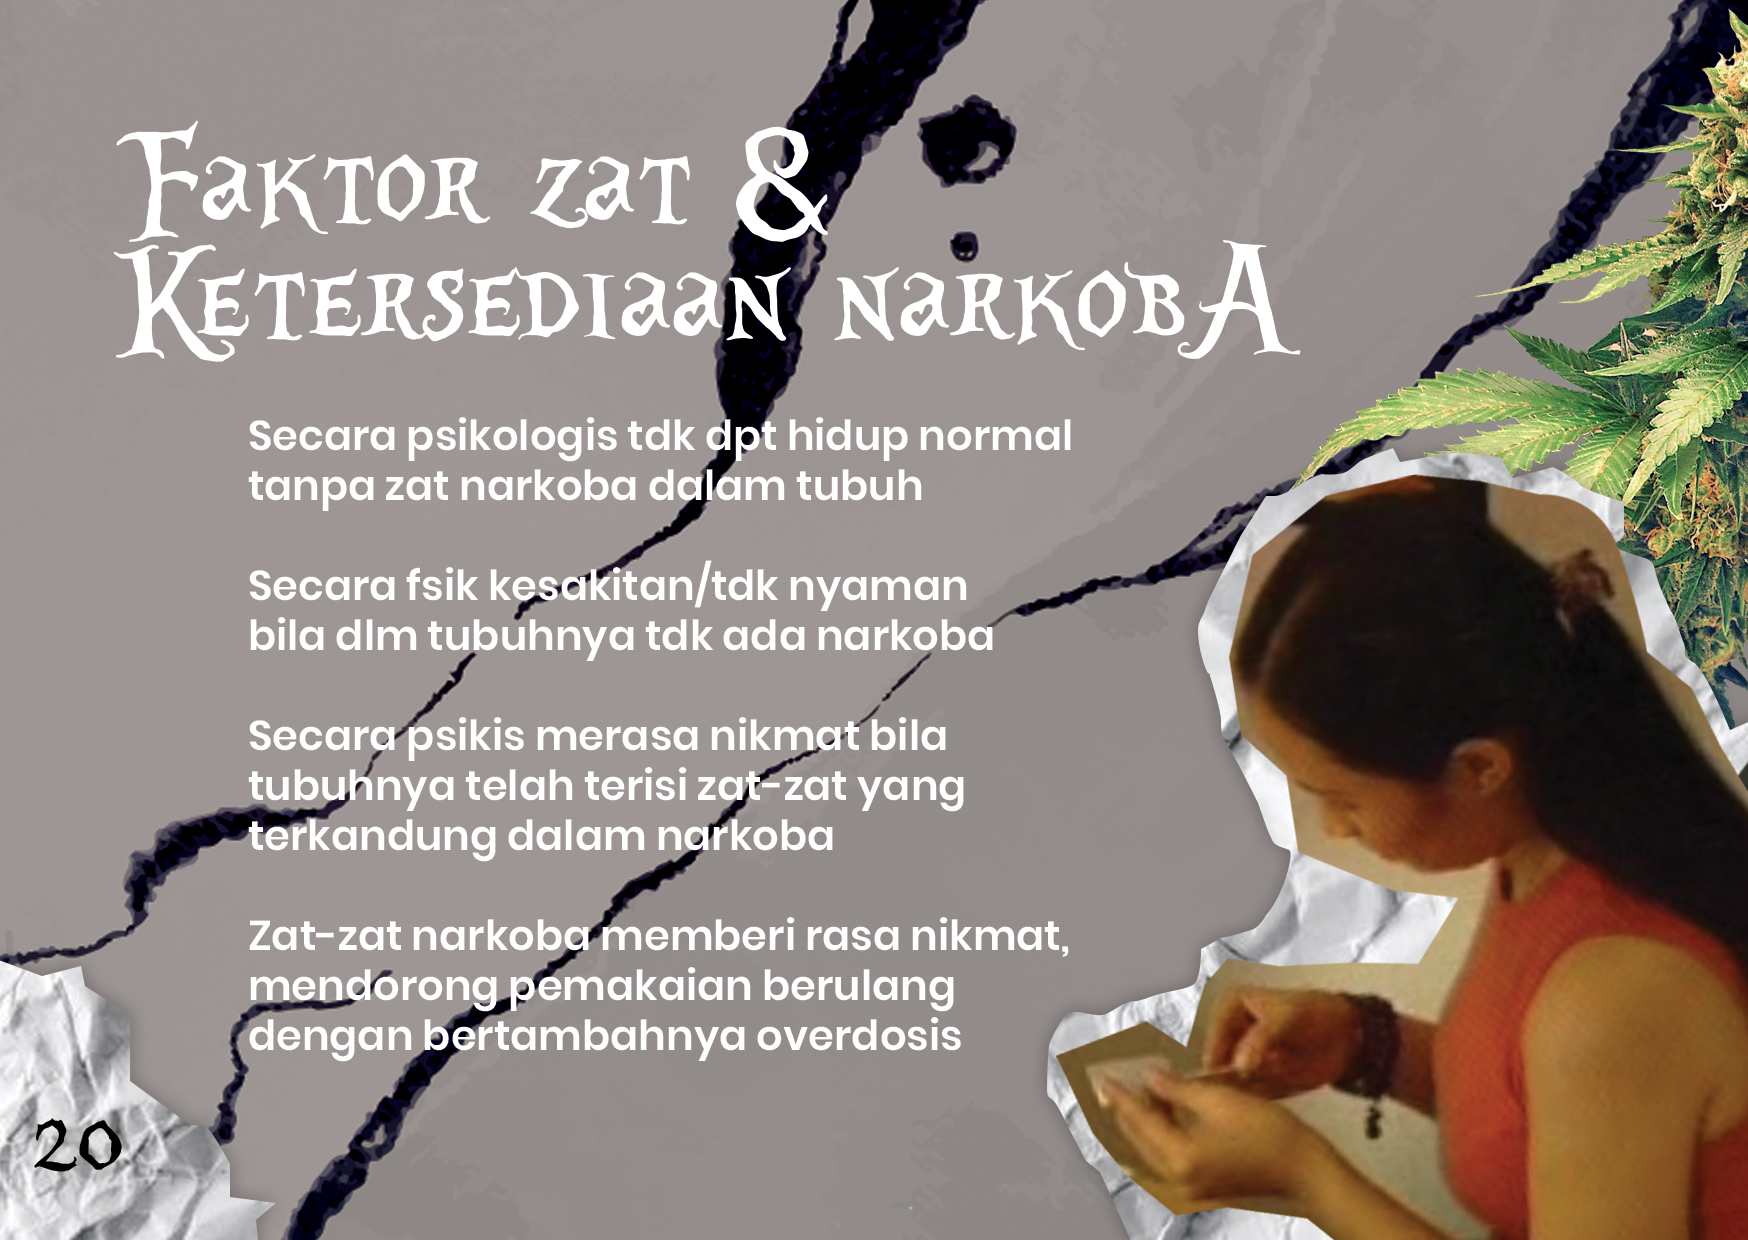 Faktor zat &
Ketersediaan narkoba
Secara psikologis tdk dpt hidup normal
tanpa zat narkoba dalam tubuh
Secara fsik kesakitan/tdk nyaman
bila dlm tubuhnya tdk ada narkoba
Secara psikis merasa nikmat bila
tubuhnya telah terisi zat-zat yang
terkandung dalam narkoba
Zat-zat narkoba memberi rasa nikmat,
mendorong pemakaian berulang
dengan bertambahnya overdosis
20